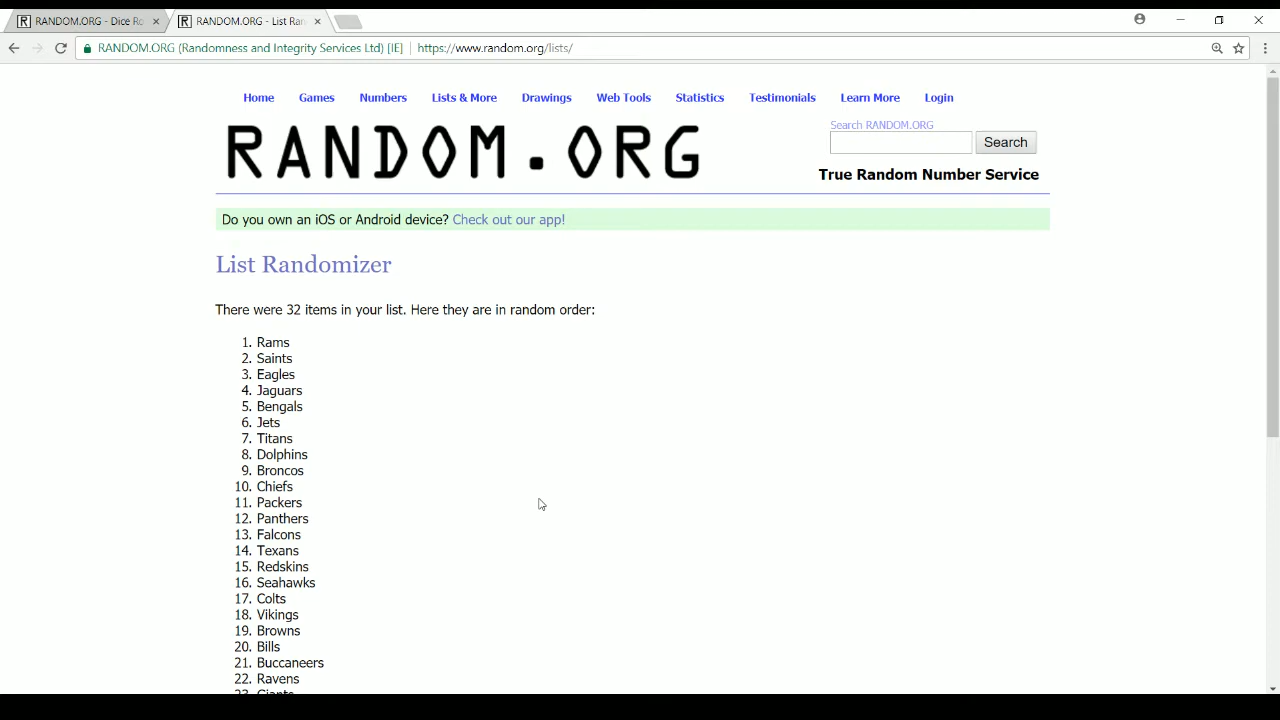 RANDOM.ORG - Dice Ro
RANDOM.ORG - List Ran
RANDOM.ORG (Randomness and Integrity Services Ltd) [IE]
https://www.random.org/lists/
Home Games Numbers Lists & More Drawings Web Tools Statistics Testimonials Learn More Login
RANDOM.ORG
Search RANDOM.ORG
Search
True Random Number Service
Do you own an iOS or Android device? Check out our app!
List Randomizer
There were 32 items in your list. Here they are in random order:
1. Rams
2. Saints
3. Eagles
4. Jaguars
5. Bengals
6. Jets
7. Titans
8. Dolphins
9. Broncos
10. Chiefs
11. Packers
12. Panthers
13. Falcons
14. Texans
15. Redskins
16. Seahawks
17. Colts
18. Vikings
19. Browns
20. Bills
21. Buccaneers
22. Ravens
23. Giants